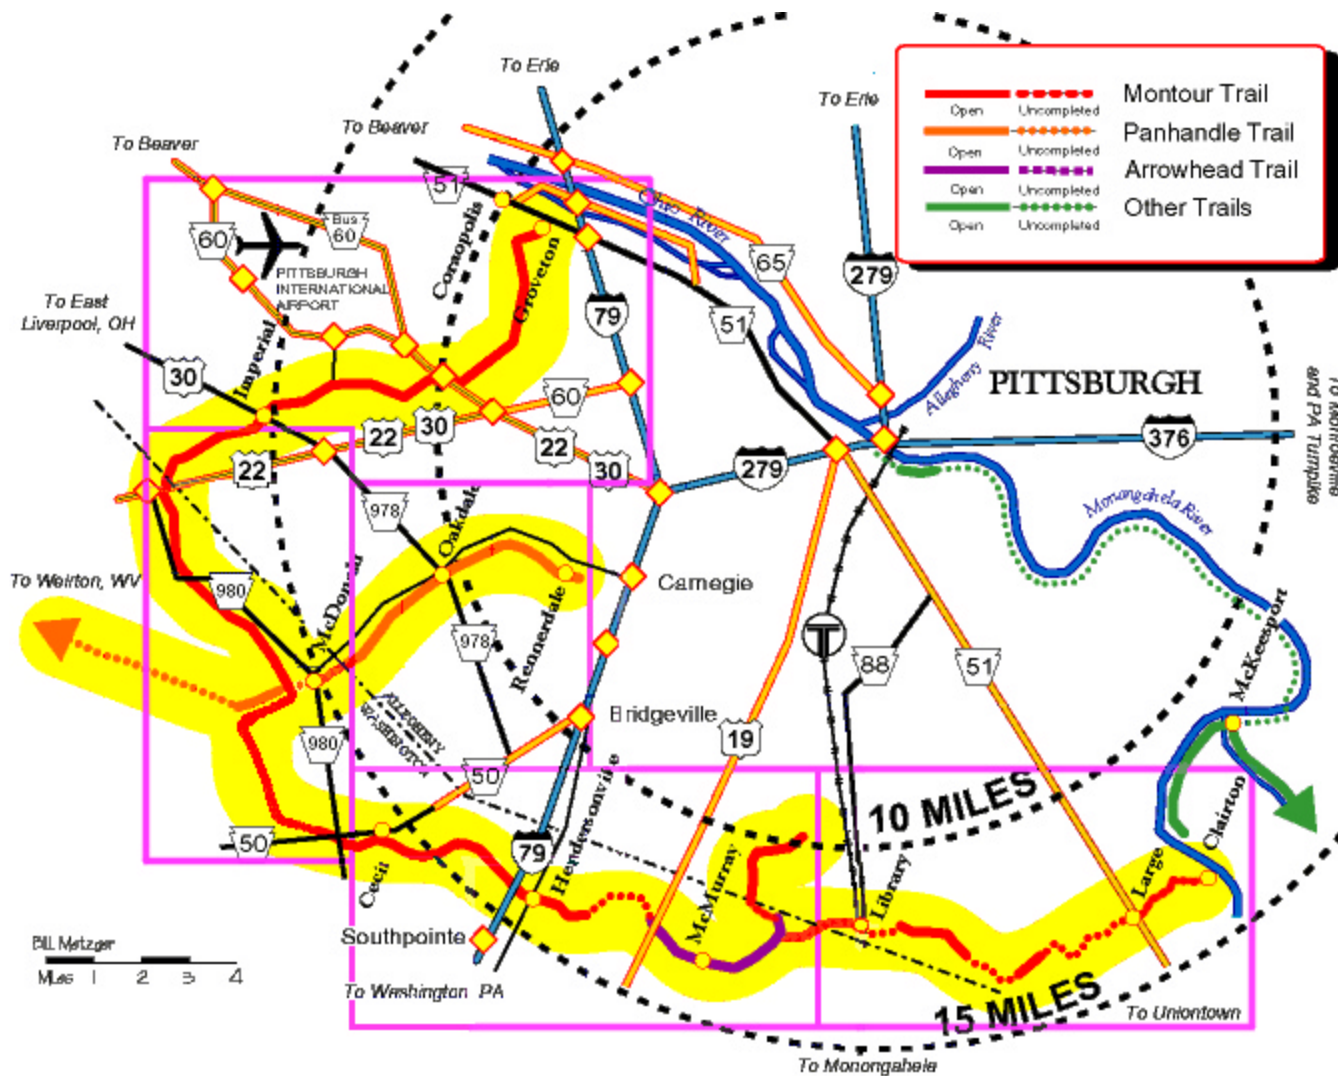 To Erie
To Beaver
To Beaver
To Erie
Montour Trail
Open
Uncompleted
Panhandle Trail
Open
Uncompleted
Arrowhead Trail
Open
Uncompleted
Other Trails
Open
Uncompleted
51
Coraopolis
Ohio River
60
Bus
60
65
279
PITTSBURGH
INTERNATIONAL
AIRPORT
Groveton
To East
Liverpool, OH
79
51
Imperial
30
60
Allegheny River
PITTSBURGH
To Monroeville
and PA Turnpike
22
30
22
30
22
279
376
978
Oakdale
Monongahela River
To Weirton, WV
980
McDonald
Rennerdale
Carnegie
McKeesport
978
T
88
51
ALLEGHENY
WASHINGTON
980
Bridgeville
19
50
Hendersonville
10 MILES
Clairton
50
79
Cecil
McMurray
Library
Large
Southpointe
Bill Metzger
Miles 1 2 3 4
To Washington PA
15 MILES
To Uniontown
To Monongahela